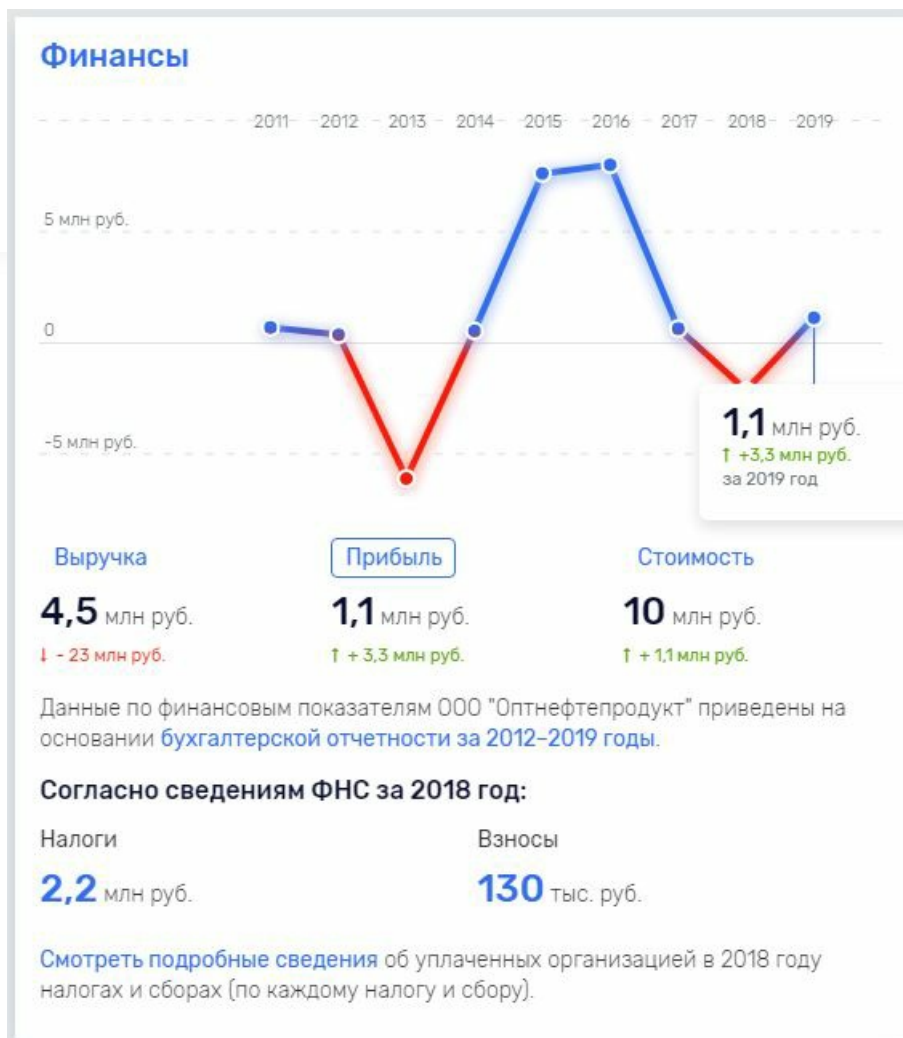 Финансы
2011 2012 2013 2014 2015 2016 2017 2018 2019
5 млн руб.
0
-5 млн руб.
1,1 млн руб.
↑ +3,3 млн руб.
за 2019 год
Выручка Прибыль Стоимость
4,5 млн руб. 1,1 млн руб. 10 млн руб.
↓ - 23 млн руб. ↑ + 3,3 млн руб. ↑ + 1,1 млн руб.
Данные по финансовым показателям ООО "Оптнефтепродукт" приведены на
основании бухгалтерской отчетности за 2012–2019 годы.
Согласно сведениям ФНС за 2018 год:
Налоги Взносы
2,2 млн руб. 130 тыс. руб.
Смотреть подробные сведения об уплаченных организацией в 2018 году
налогах и сборах (по каждому налогу и сбору).